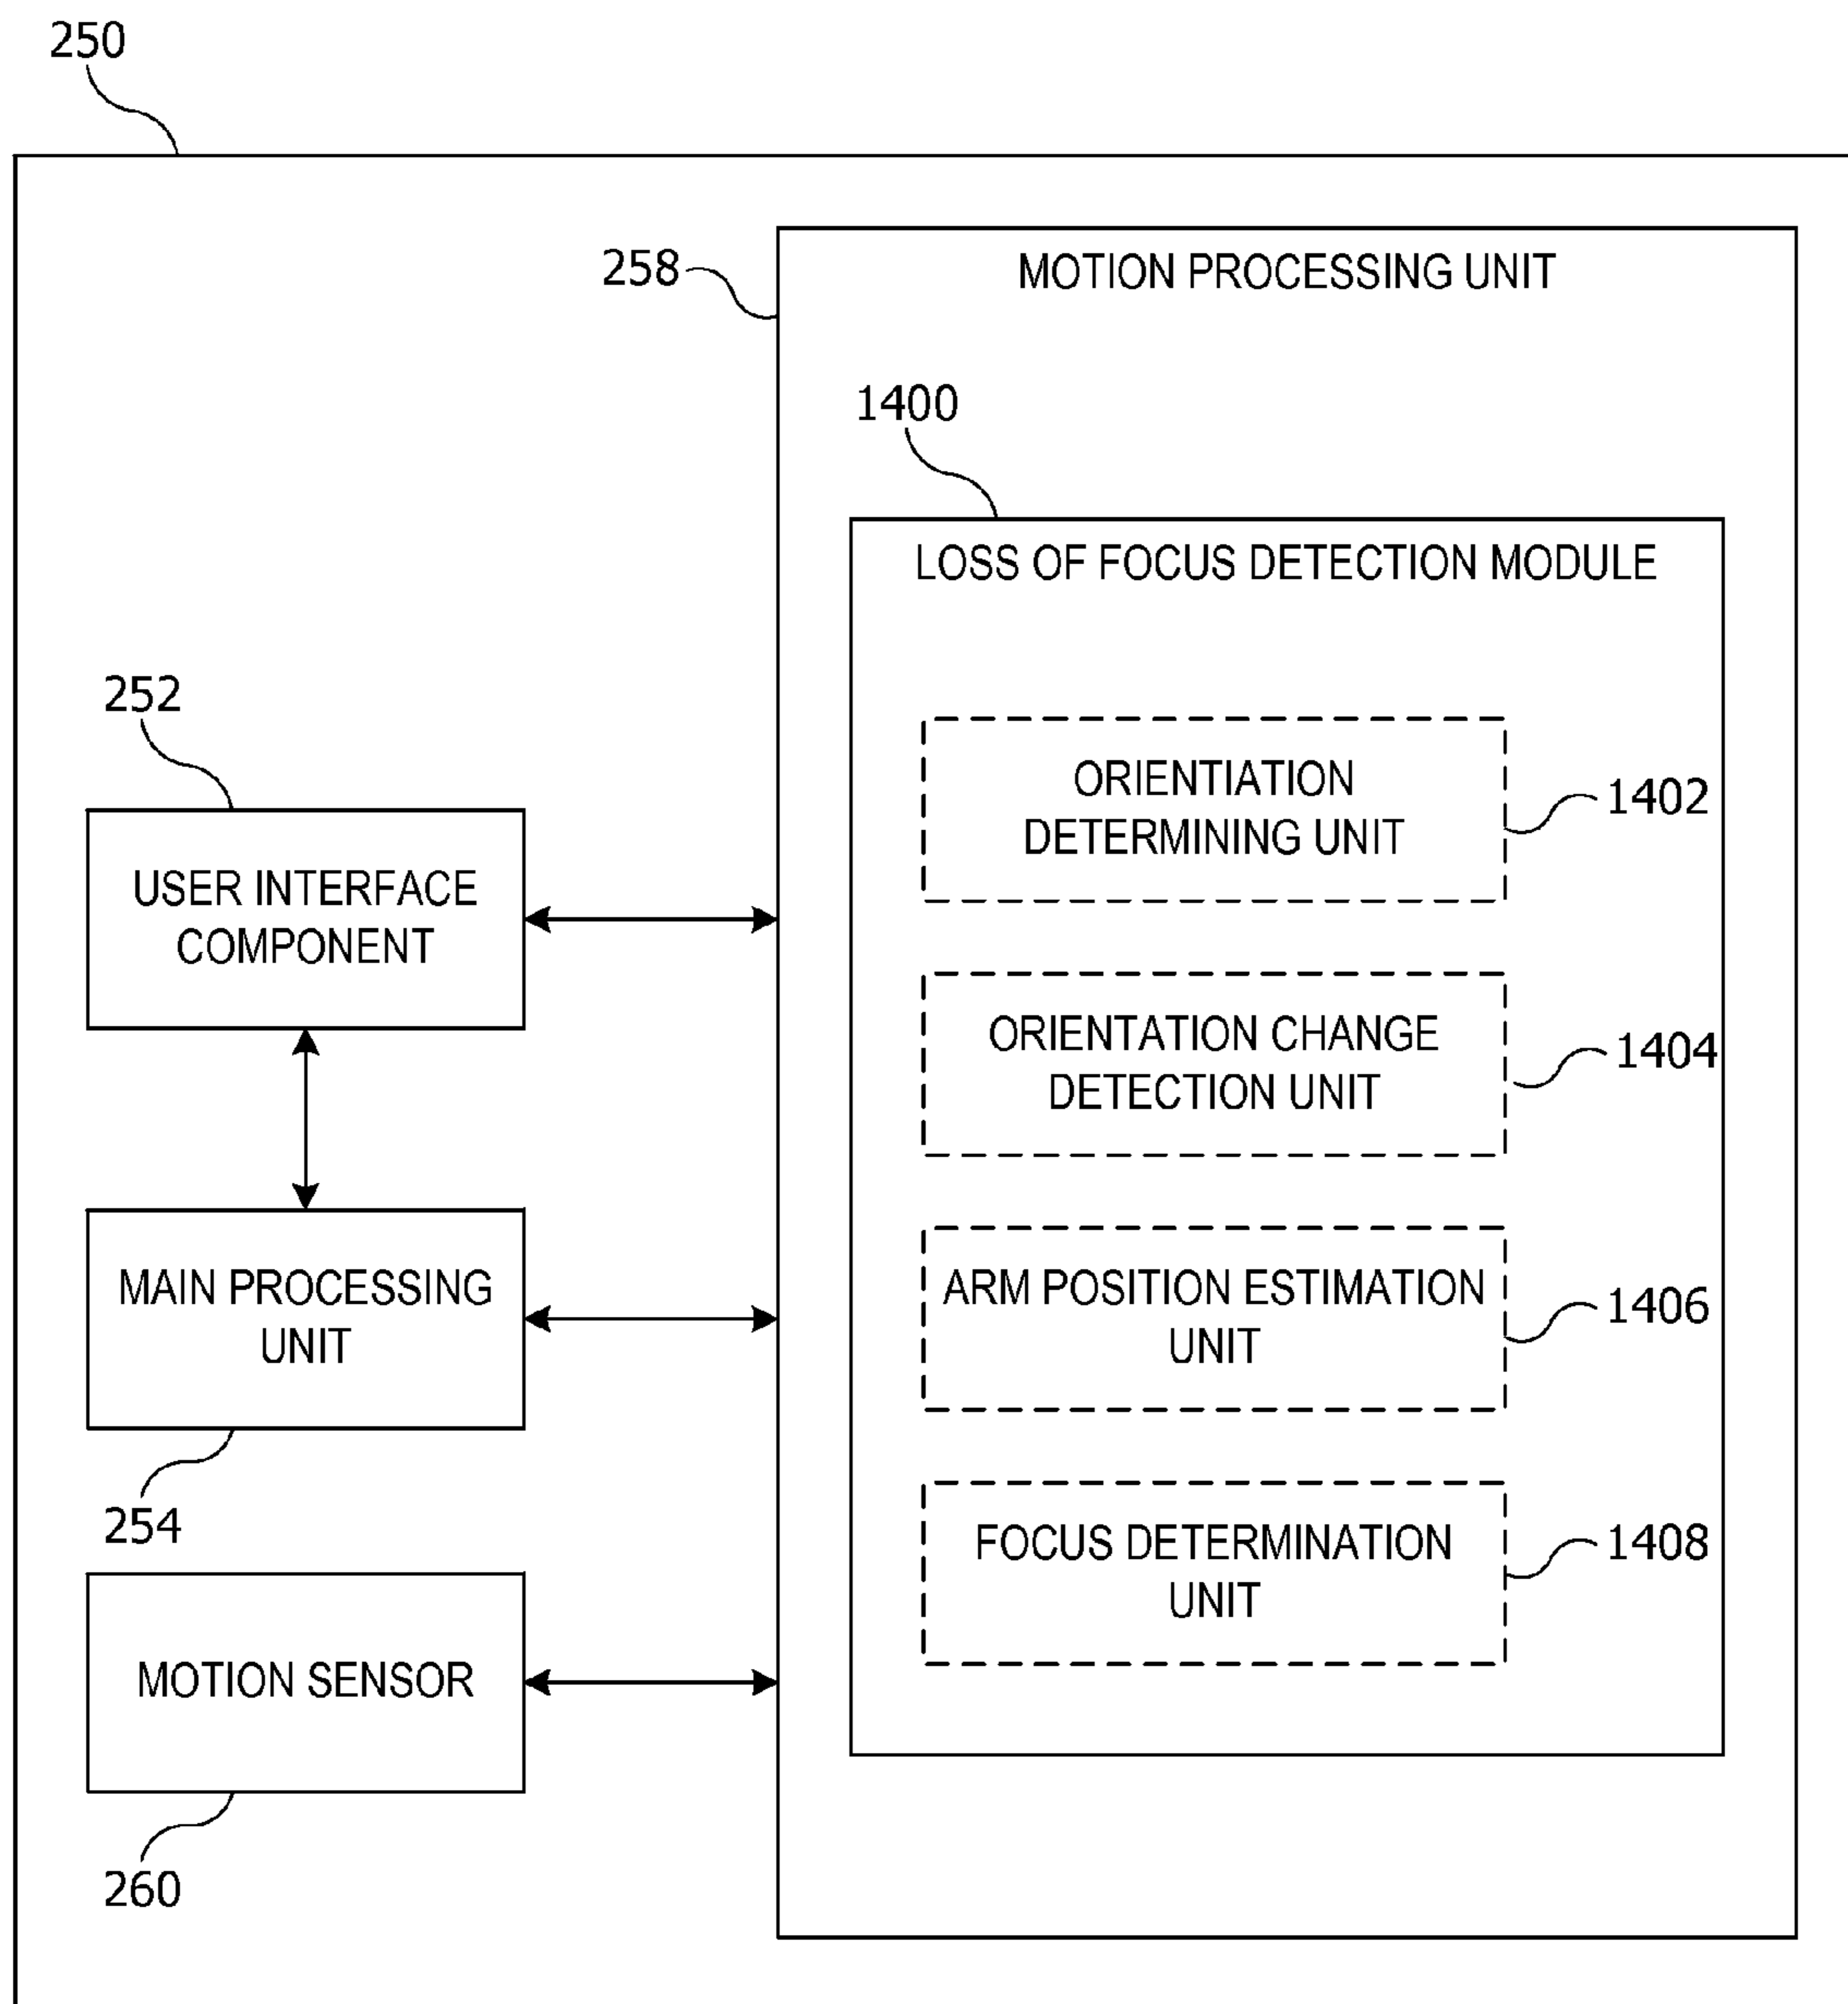 250
258
MOTION PROCESSING UNIT
1400
LOSS OF FOCUS DETECTION MODULE
252
ORIENTIATION
DETERMINING UNIT
1402
USER INTERFACE
COMPONENT
ORIENTATION CHANGE
DETECTION UNIT
1404
MAIN PROCESSING
UNIT
ARM POSITION ESTIMATION
UNIT
1406
254
FOCUS DETERMINATION
UNIT
1408
MOTION SENSOR
260